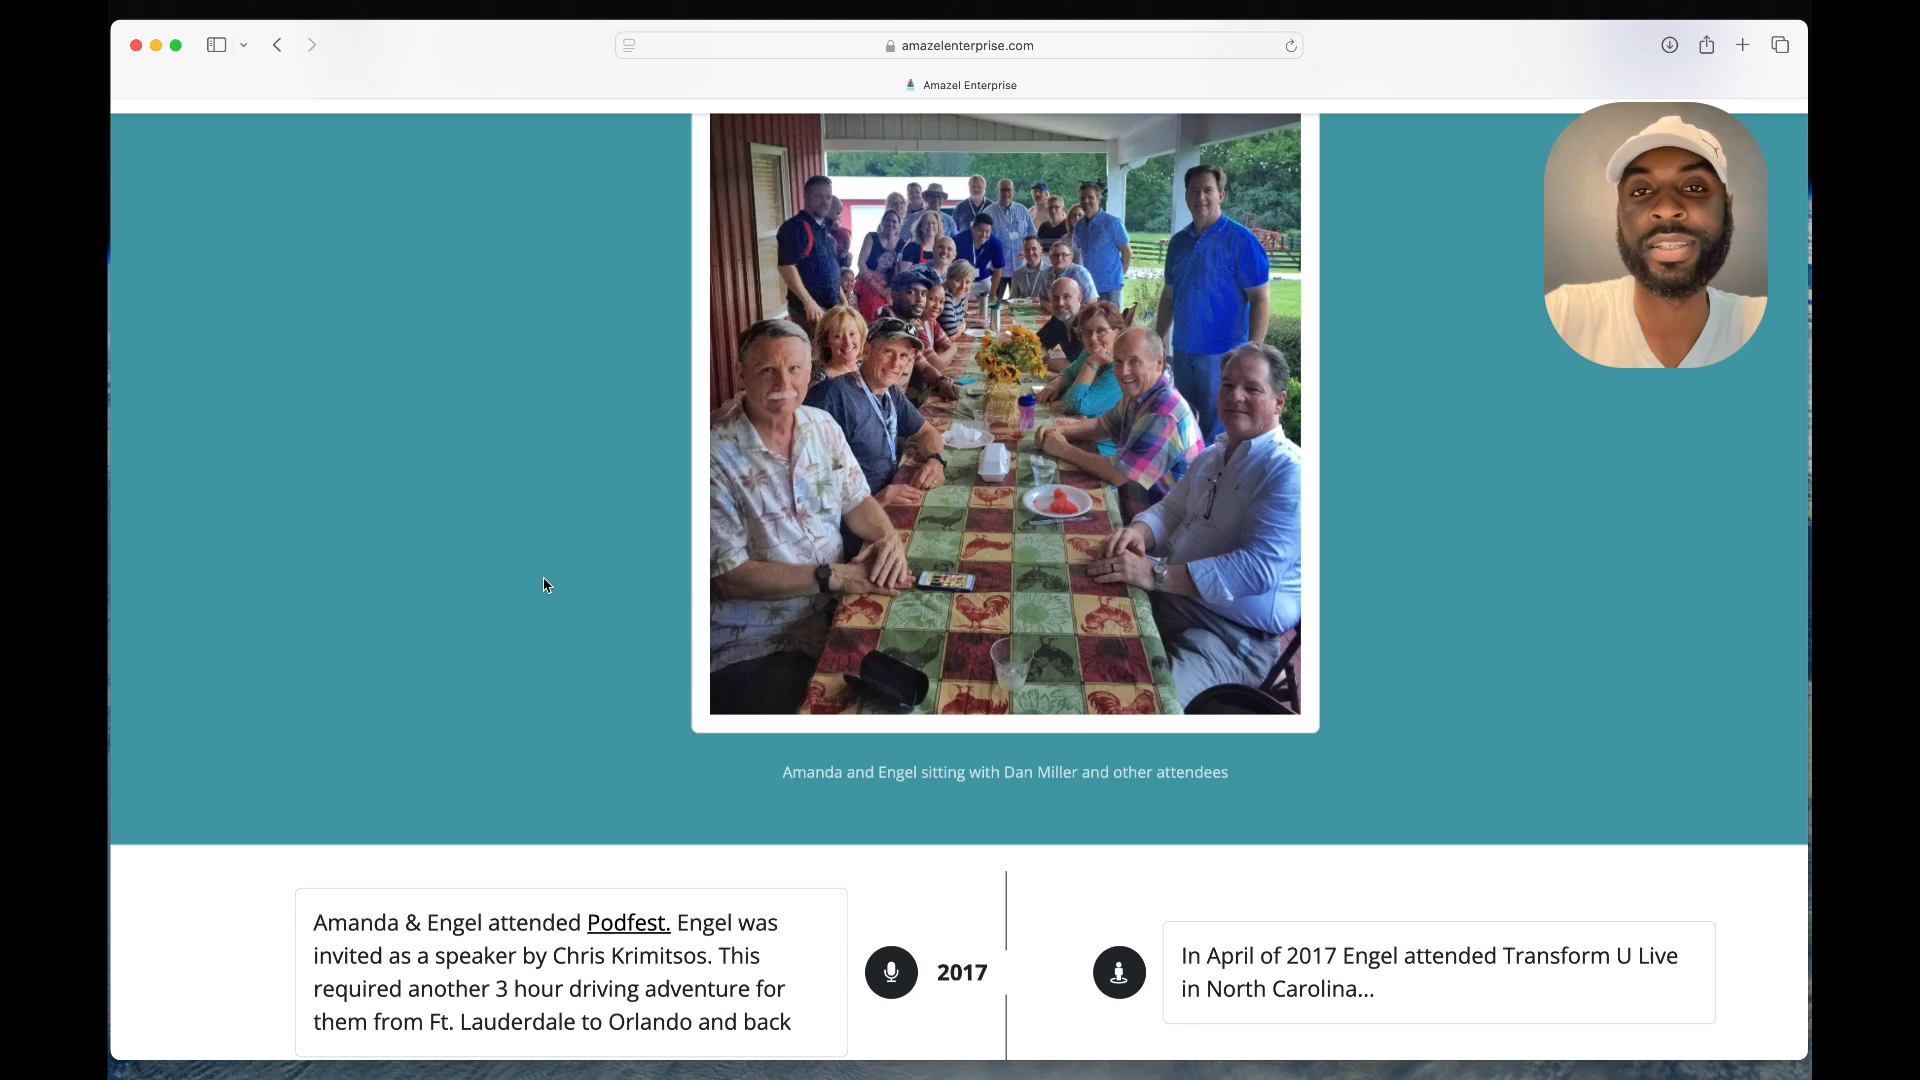 amazelenterprise.com
Amazel Enterprise
Amanda and Engel sitting with Dan Miller and other attendees
Amanda & Engel attended Podfest. Engel was
invited as a speaker by Chris Krimitsos. This
required another 3 hour driving adventure for
them from Ft. Lauderdale to Orlando and back
2017
In April of 2017 Engel attended Transform U Live
in North Carolina...